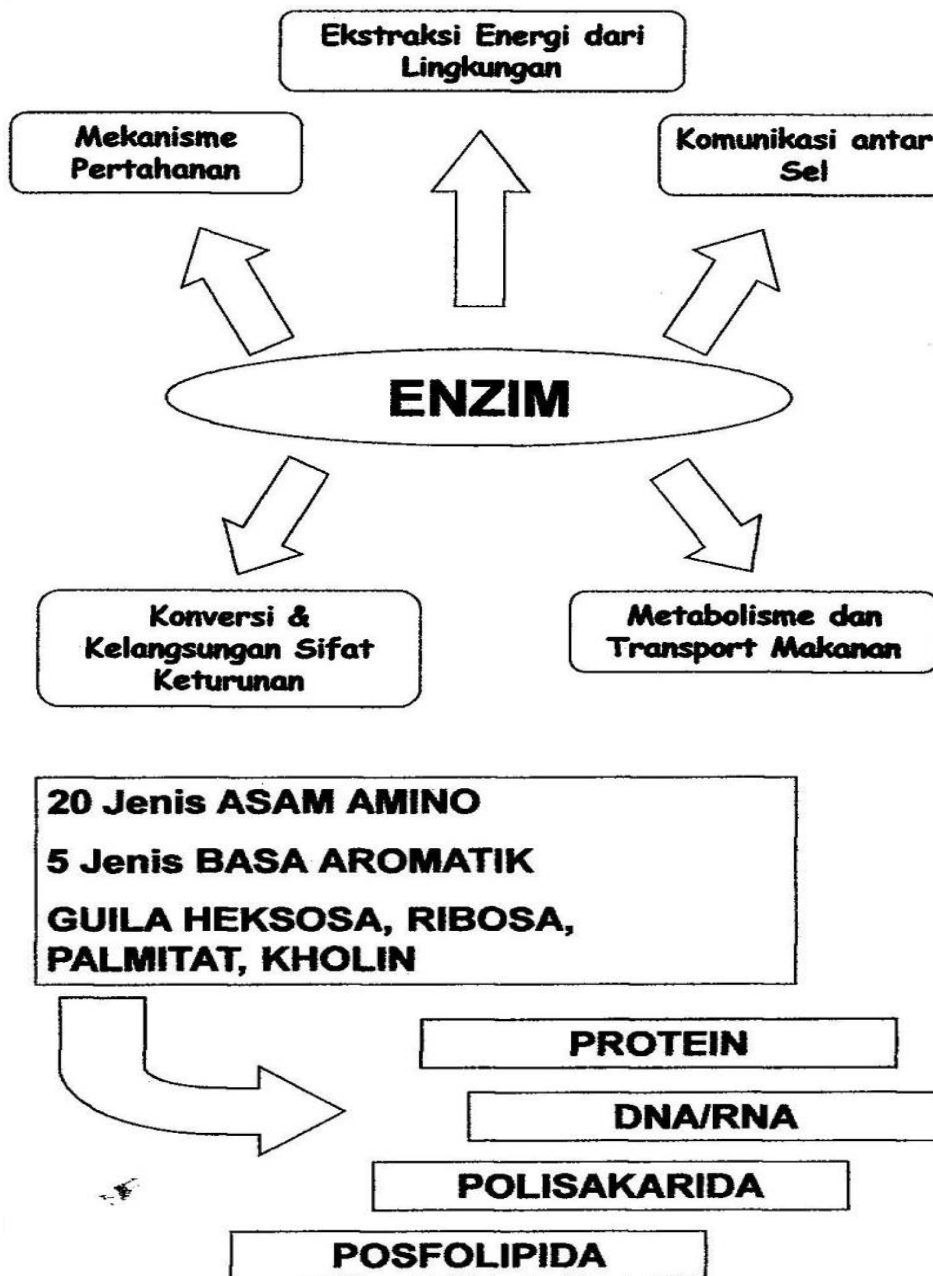 Ekstraksi Energi dari
Lingkungan
Mekanisme
Pertahanan
Komunikasi antar
Sel
ENZIM
Konversi &
Kelangsungan Sifat
Keturunan
Metabolisme dan
Transport Makanan
20 Jenis ASAM AMINO
5 Jenis BASA AROMATIK
GUILA HEKSOSA, RIBOSA,
PALMITAT, KHOLIN
PROTEIN
DNA/RNA
POLISAKARIDA
POSFOLIPIDA